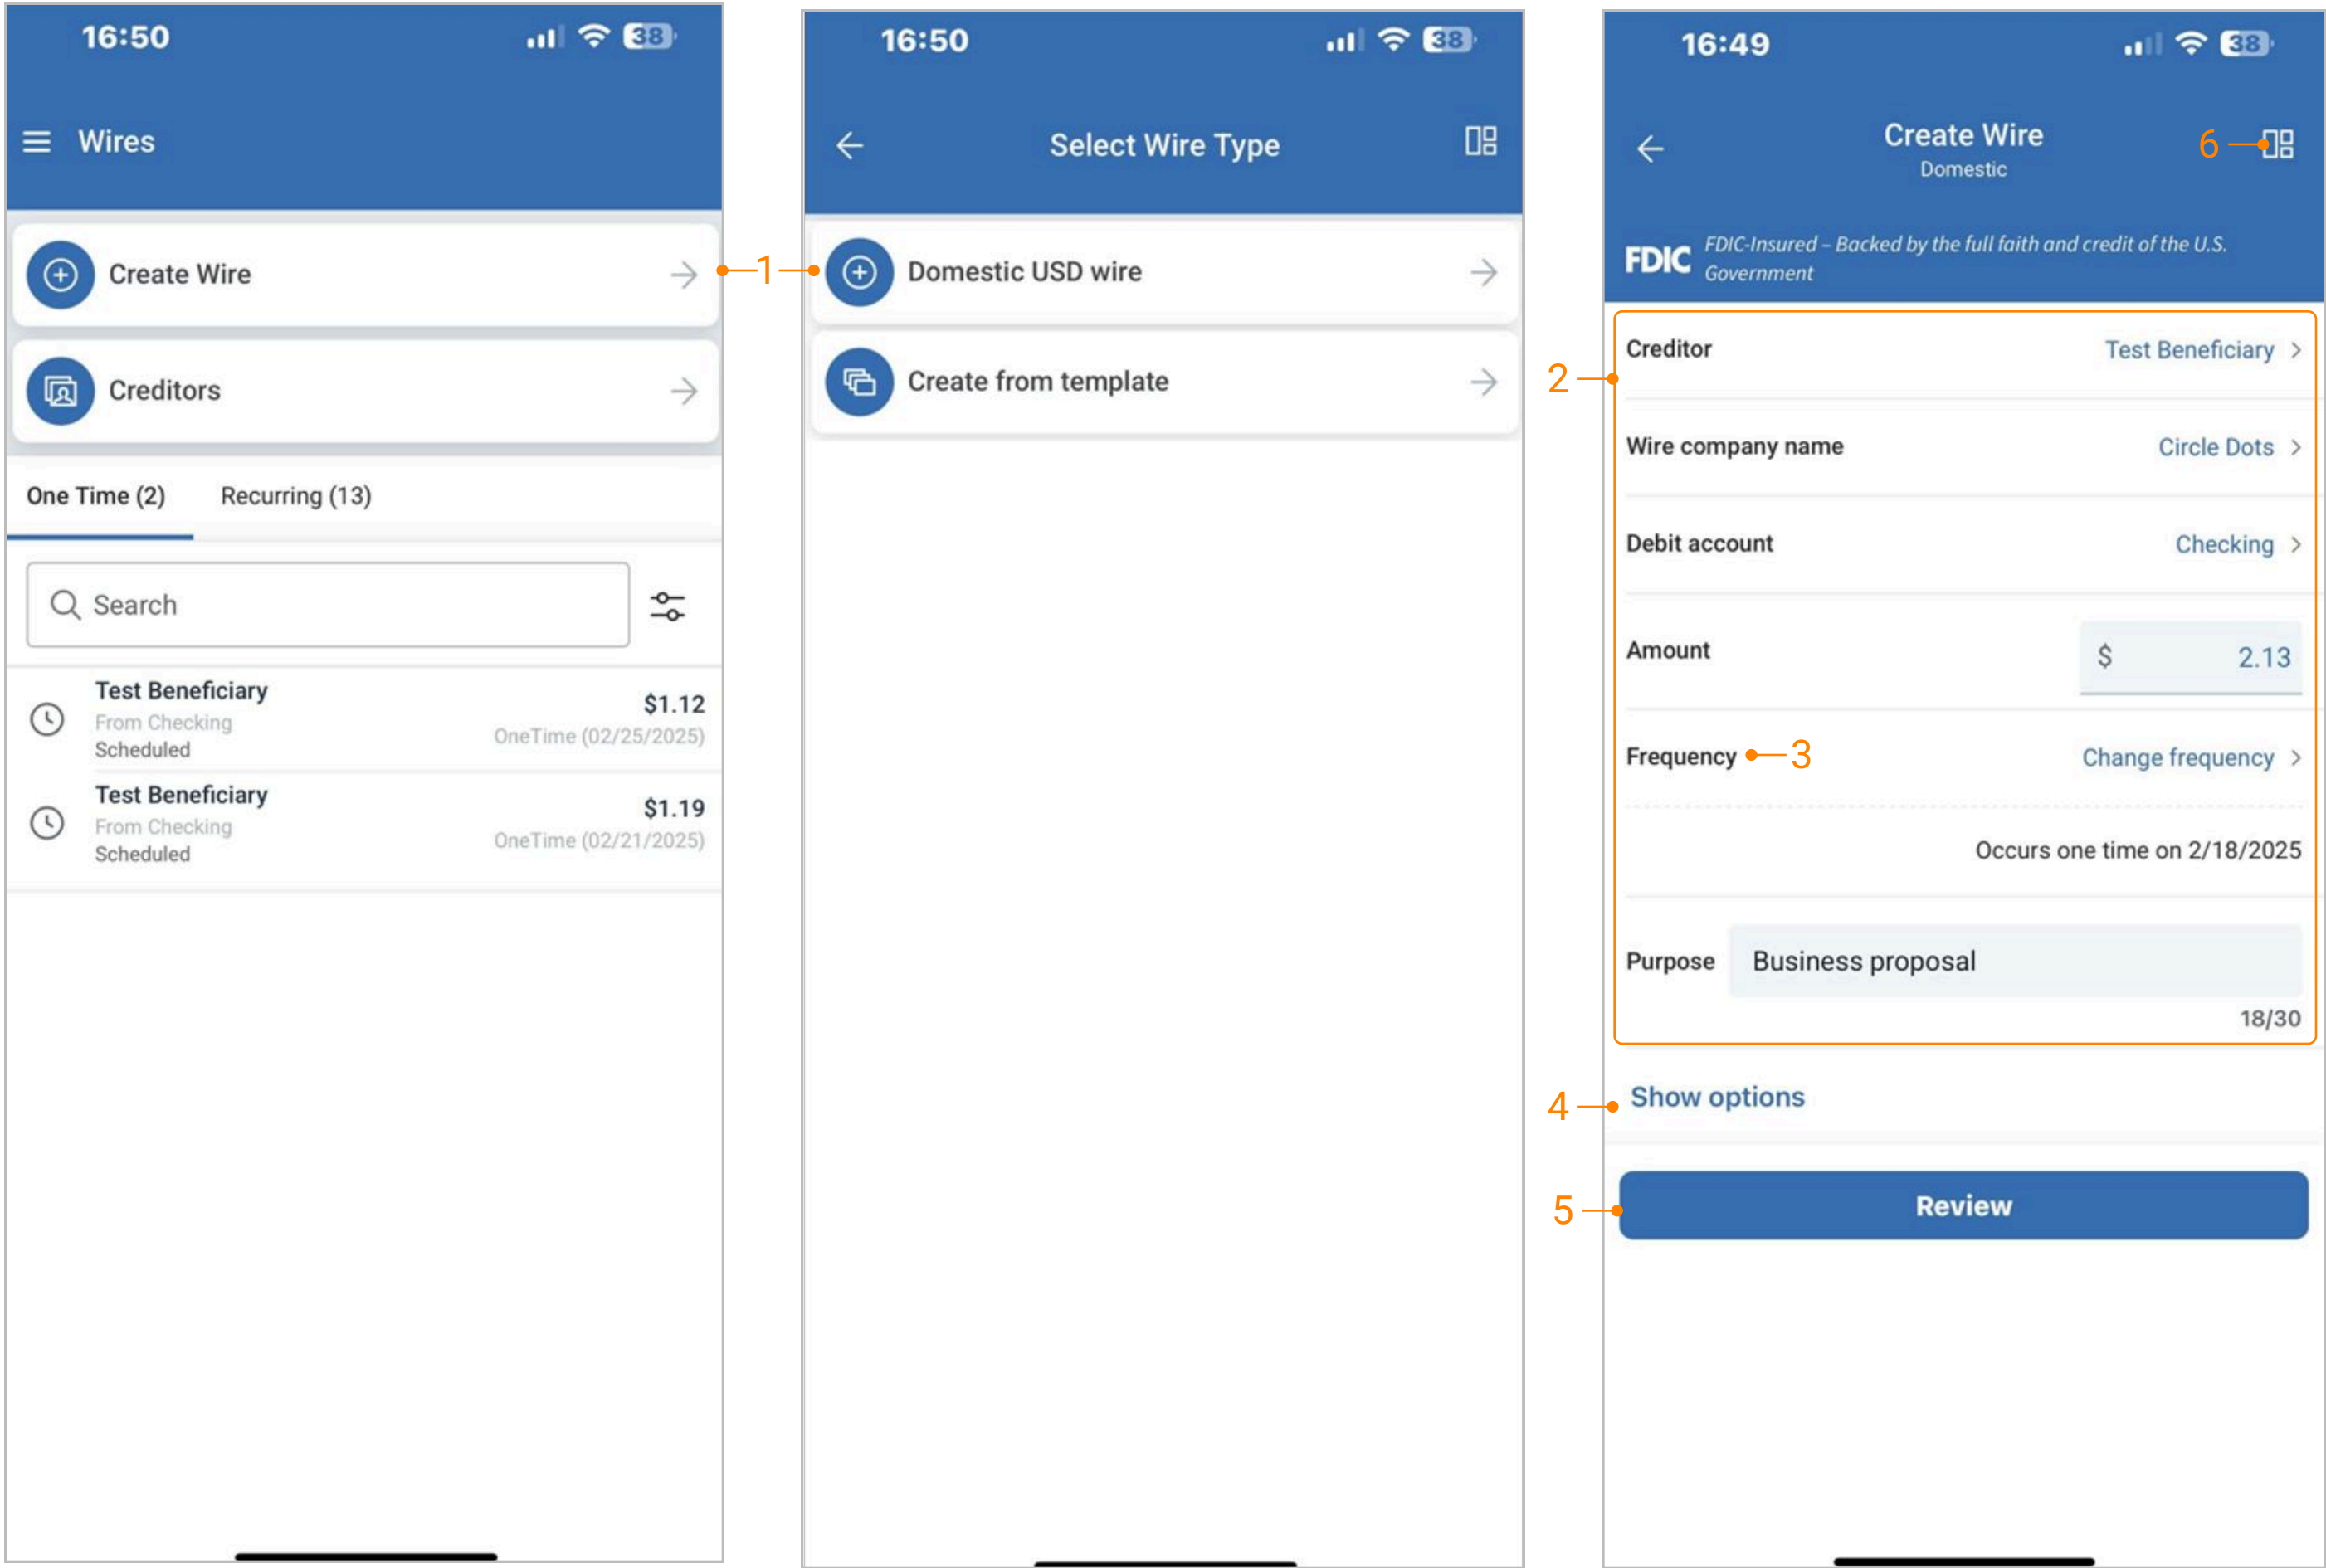 16:50
38
Wires
Create Wire
Creditors
One Time (2)
Recurring (13)
Search
Test Beneficiary
$1.12
From Checking
OneTime (02/25/2025)
Scheduled
Test Beneficiary
$1.19
From Checking
OneTime (02/21/2025)
Scheduled
1
16:50
38
Select Wire Type
Domestic USD wire
Create from template
16:49
38
Create Wire
Domestic
6
FDIC
FDIC-Insured – Backed by the full faith and credit of the U.S.
Government
2
Creditor
Test Beneficiary
Wire company name
Circle Dots
Debit account
Checking
Amount
$ 2.13
Frequency
3
Change frequency
Occurs one time on 2/18/2025
Purpose
Business proposal
18/30
4
Show options
5
Review